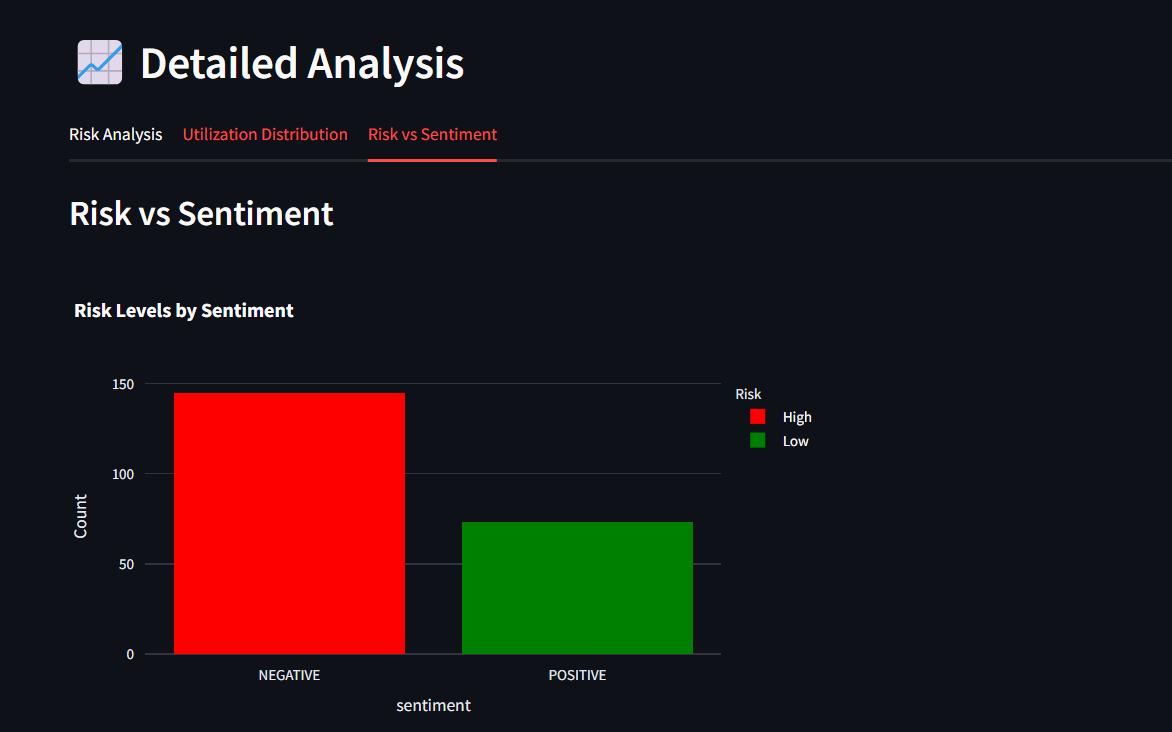 Detailed Analysis
Risk Analysis Utilization Distribution Risk vs Sentiment
Risk vs Sentiment
Risk Levels by Sentiment
150
100
50
0
Count
NEGATIVE POSITIVE
sentiment
Risk
High
Low